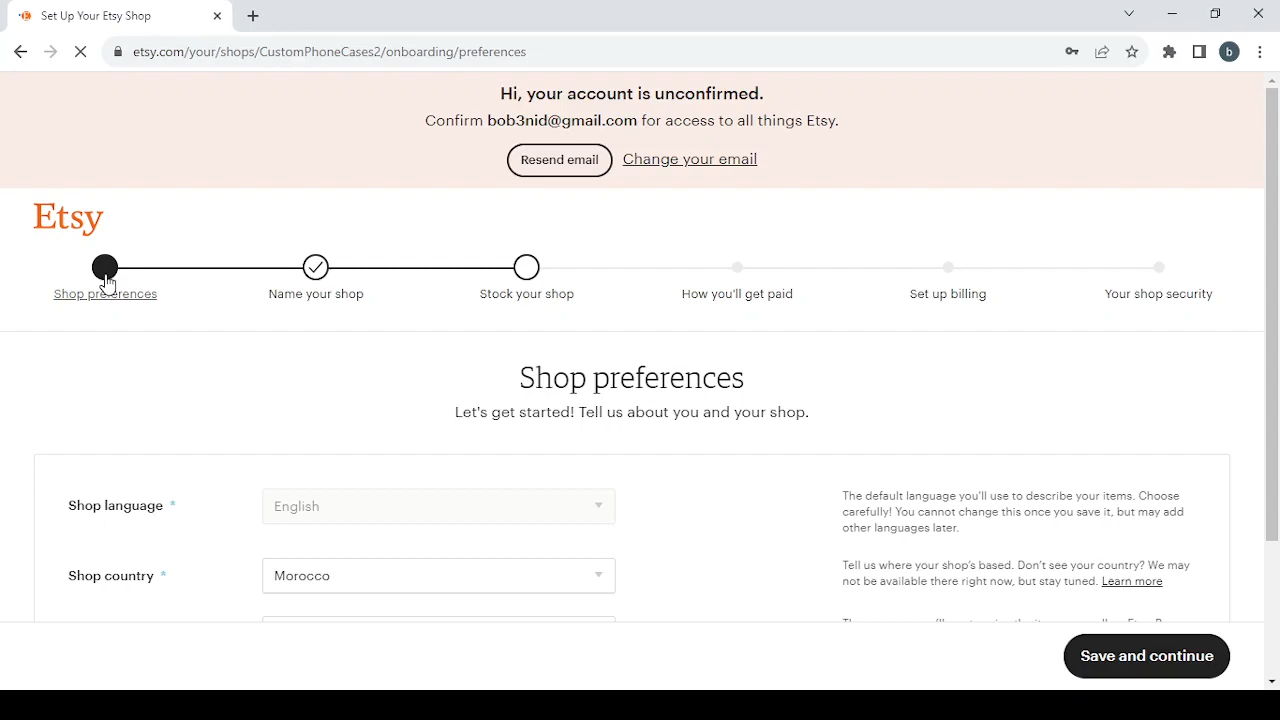 Set Up Your Etsy Shop
etsy.com/your/shops/CustomPhoneCases2/onboarding/preferences
b
Hi, your account is unconfirmed.
Confirm bob3nid@gmail.com for access to all things Etsy.
Resend email Change your email
Etsy
Shop preferences Name your shop Stock your shop How you'll get paid Set up billing Your shop security
Shop preferences
Let's get started! Tell us about you and your shop.
Shop language * English
The default language you'll use to describe your items. Choose
carefully! You cannot change this once you save it, but may add
other languages later.
Shop country * Morocco
Tell us where your shop's based. Don't see your country? We may
not be available there right now, but stay tuned. Learn more
Save and continue